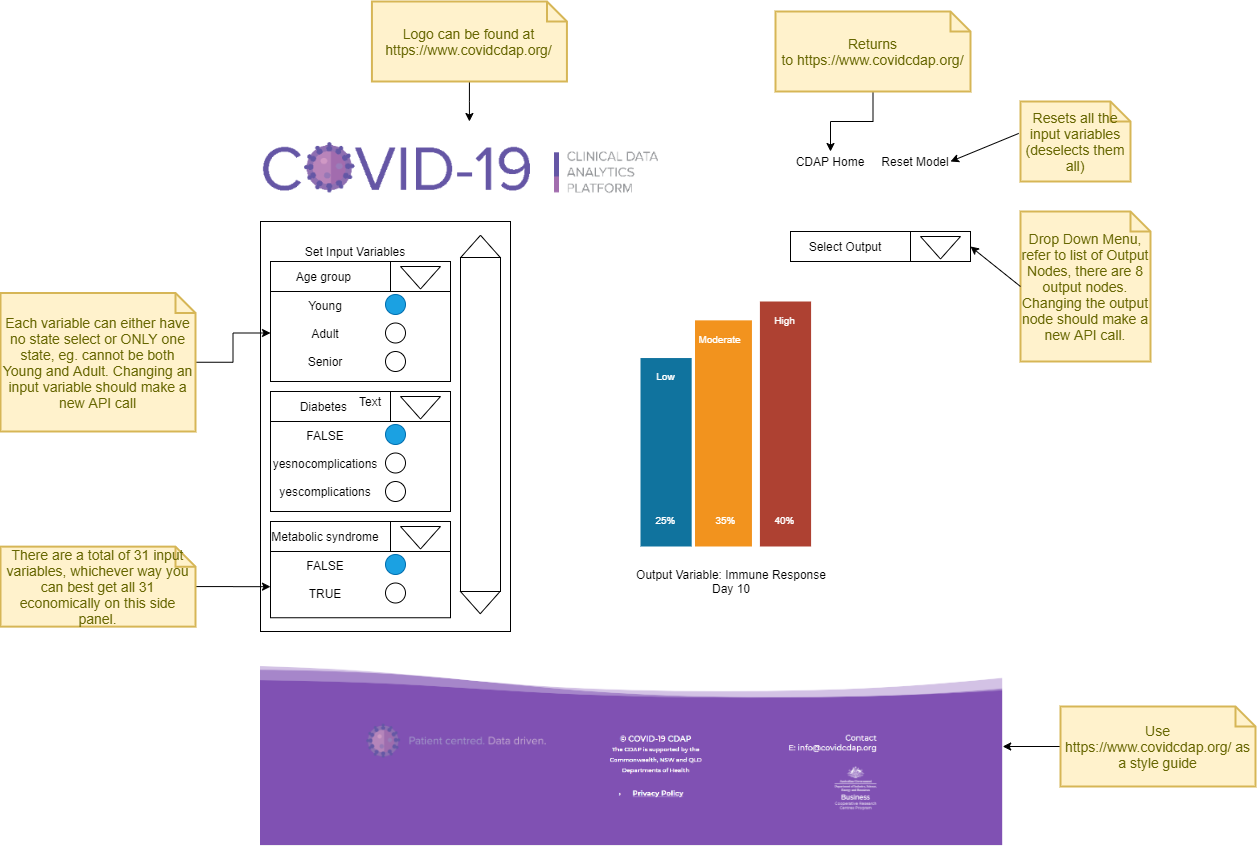 Logo can be found at
https://www.covidcdap.org/
Returns
to https://www.covidcdap.org/
Resets all the
input variables
(deselects them
all)
COVID-19
CLINICAL DATA
ANALYTICS
PLATFORM
CDAP Home
Reset Model
Set Input Variables
Age group
Young
Adult
Senior
Diabetes
Text
FALSE
yesnocomplications
yescomplications
Metabolic syndrome
FALSE
TRUE
Each variable can either have
no state select or ONLY one
state, eg. cannot be both
Young and Adult. Changing an
input variable should make a
new API call
There are a total of 31 input
variables, whichever way you
can best get all 31
economically on this side
panel.
Select Output
Drop Down Menu,
refer to list of Output
Nodes, there are 8
output nodes.
Changing the output
node should make a
new API call.
Low
Moderate
High
25%
35%
40%
Output Variable: Immune Response
Day 10
Patient centred. Data driven.
© COVID-19 CDAP
The CDAP is supported by the
Commonwealth, NSW and QLD
Departments of Health
Privacy Policy
Contact
E: info@covidcdap.org
Business
Cooperative Research
Centres Program
Use
https://www.covidcdap.org/ as
a style guide